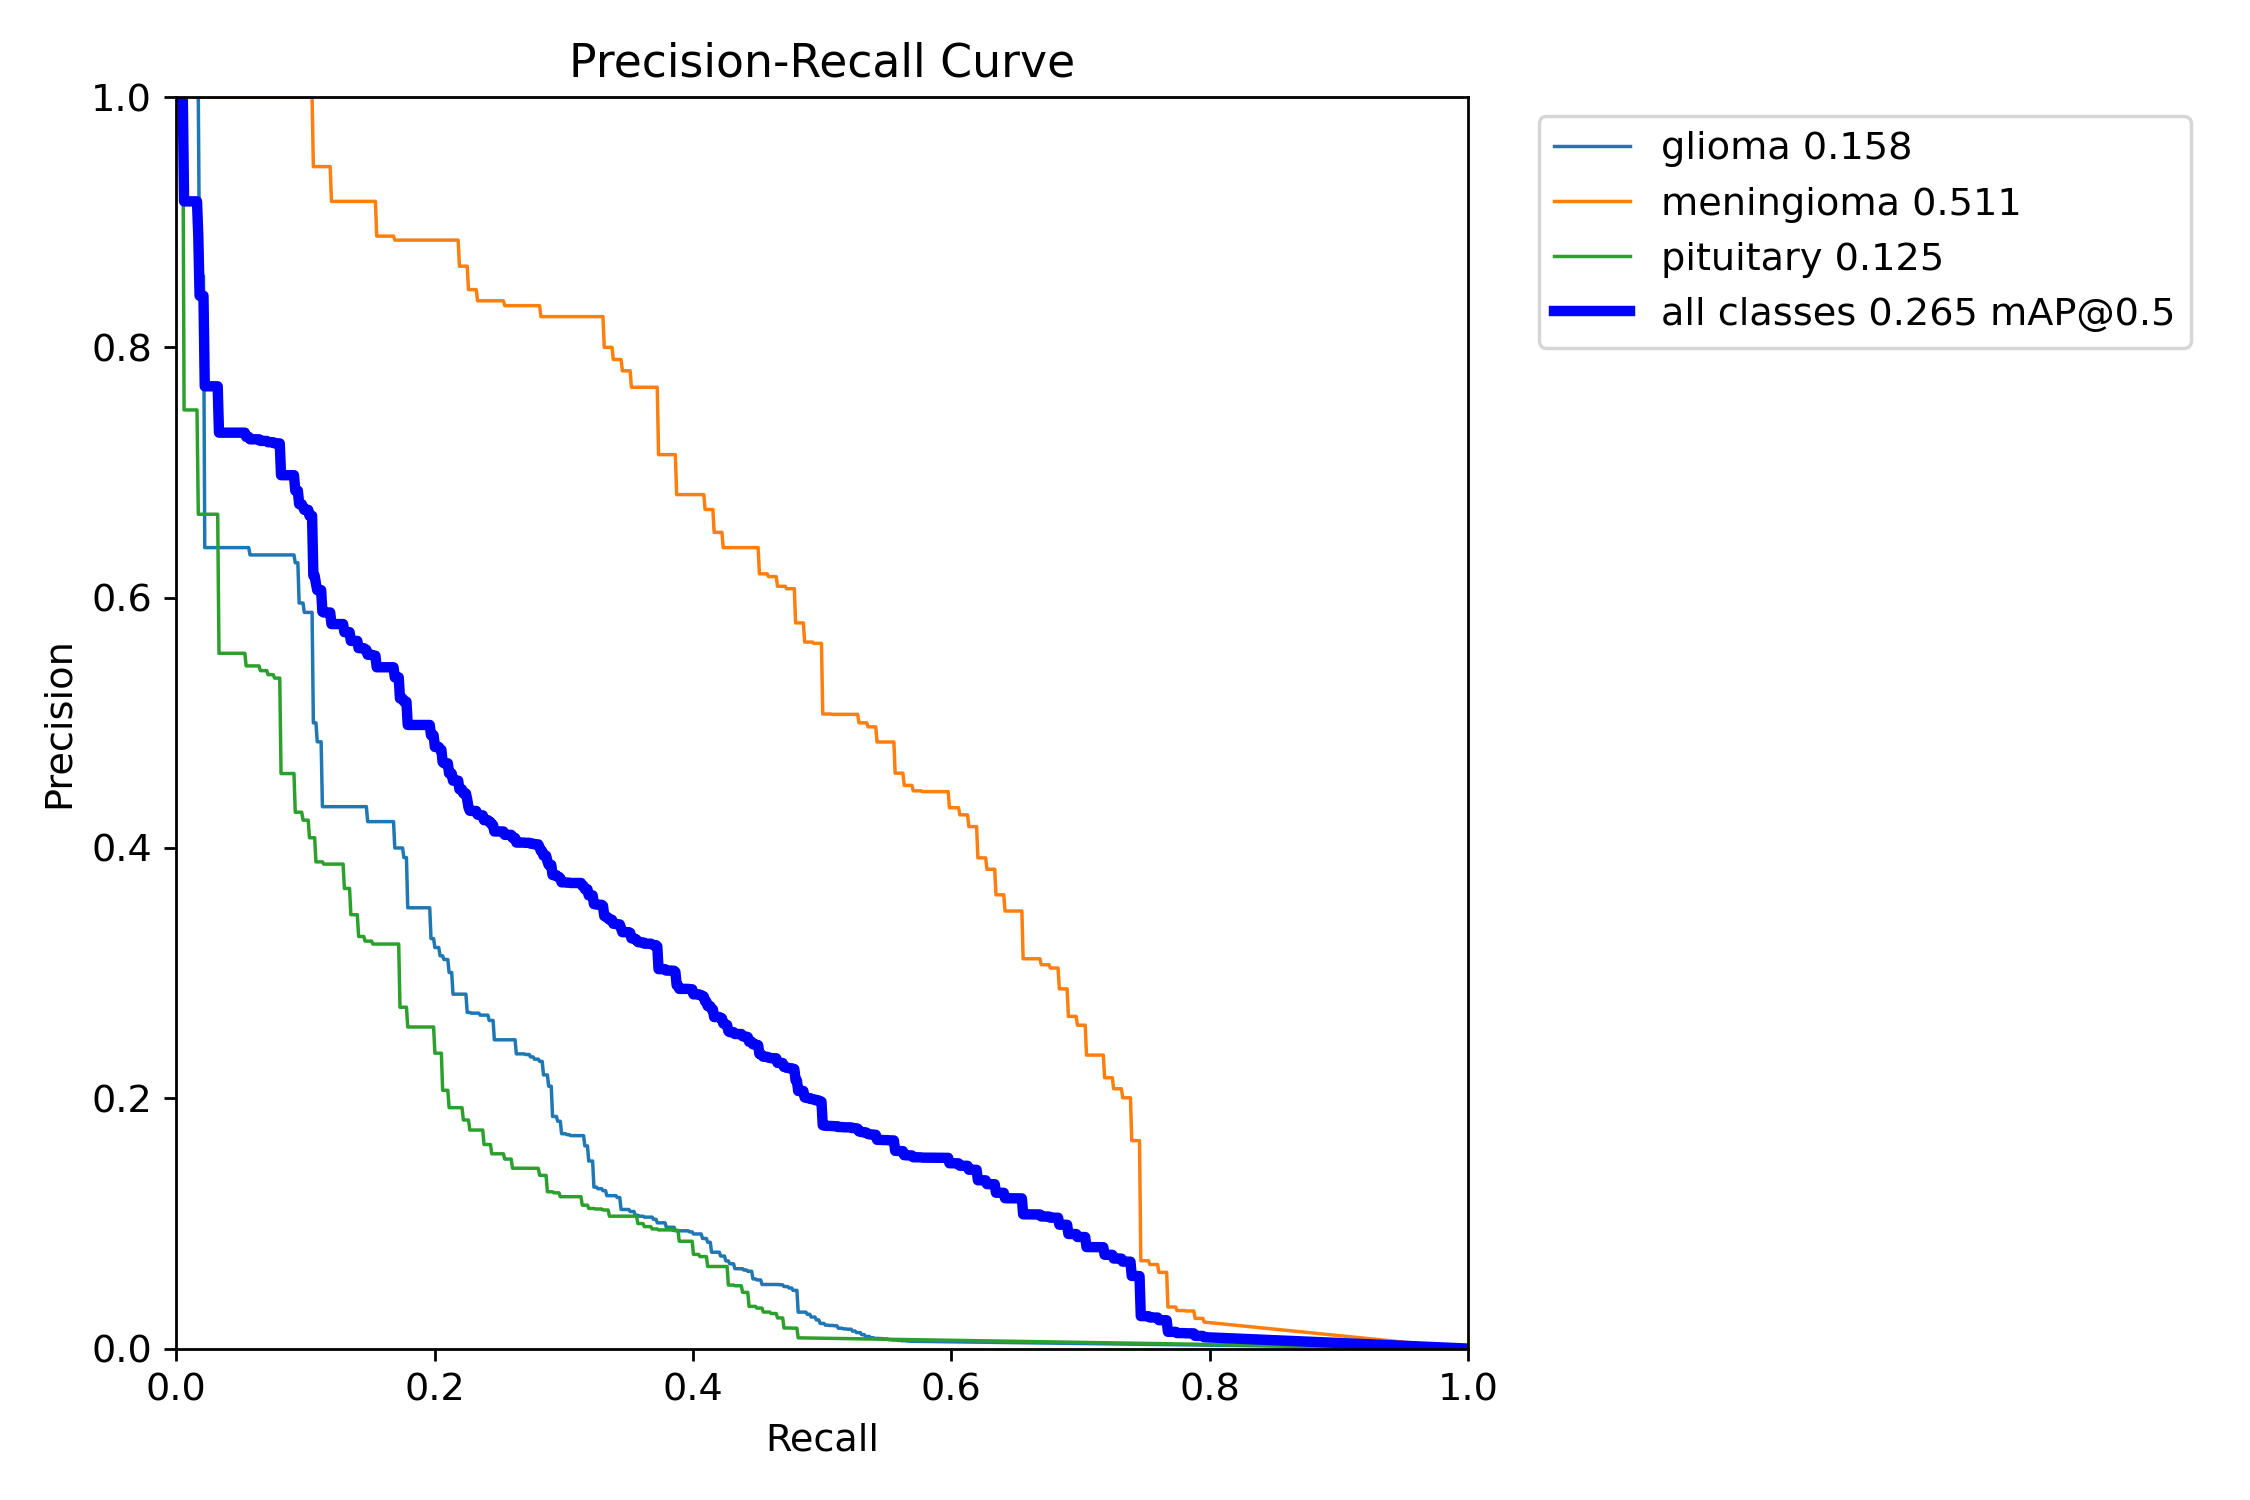 Precision-Recall Curve
glioma 0.158
meningioma 0.511
pituitary 0.125
all classes 0.265 mAP@0.5
Precision
1.0
0.8
0.6
0.4
0.2
0.0
0.0 0.2 0.4 0.6 0.8 1.0
Recall